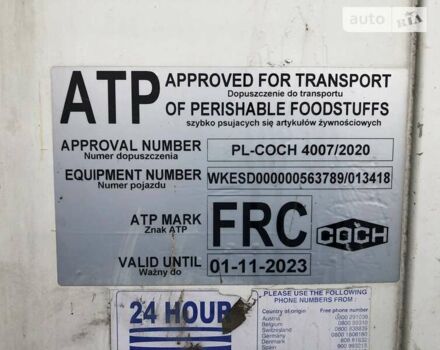 auto RIA
ATP APPROVED FOR TRANSPORT
Dopuszczenie do transportu
OF PERISHABLE FOODSTUFFS
szybko psujących się artykułów żywnościowych
APPROVAL NUMBER PL-COCH 4007/2020
Numer dopuszczenia
EQUIPMENT NUMBER WKESD000000563789/013418
Numer pojazdu
ATP MARK FRC COCH
Znak ATP
VALID UNTIL 01-11-2023
Ważny do
24 HOUR
PLEASE USE THE FOLLOWING
PHONE NUMBERS FROM:
Country of origin Free phone number
Austria
Belgium
Switzerland
Germany
Denmark
Spain